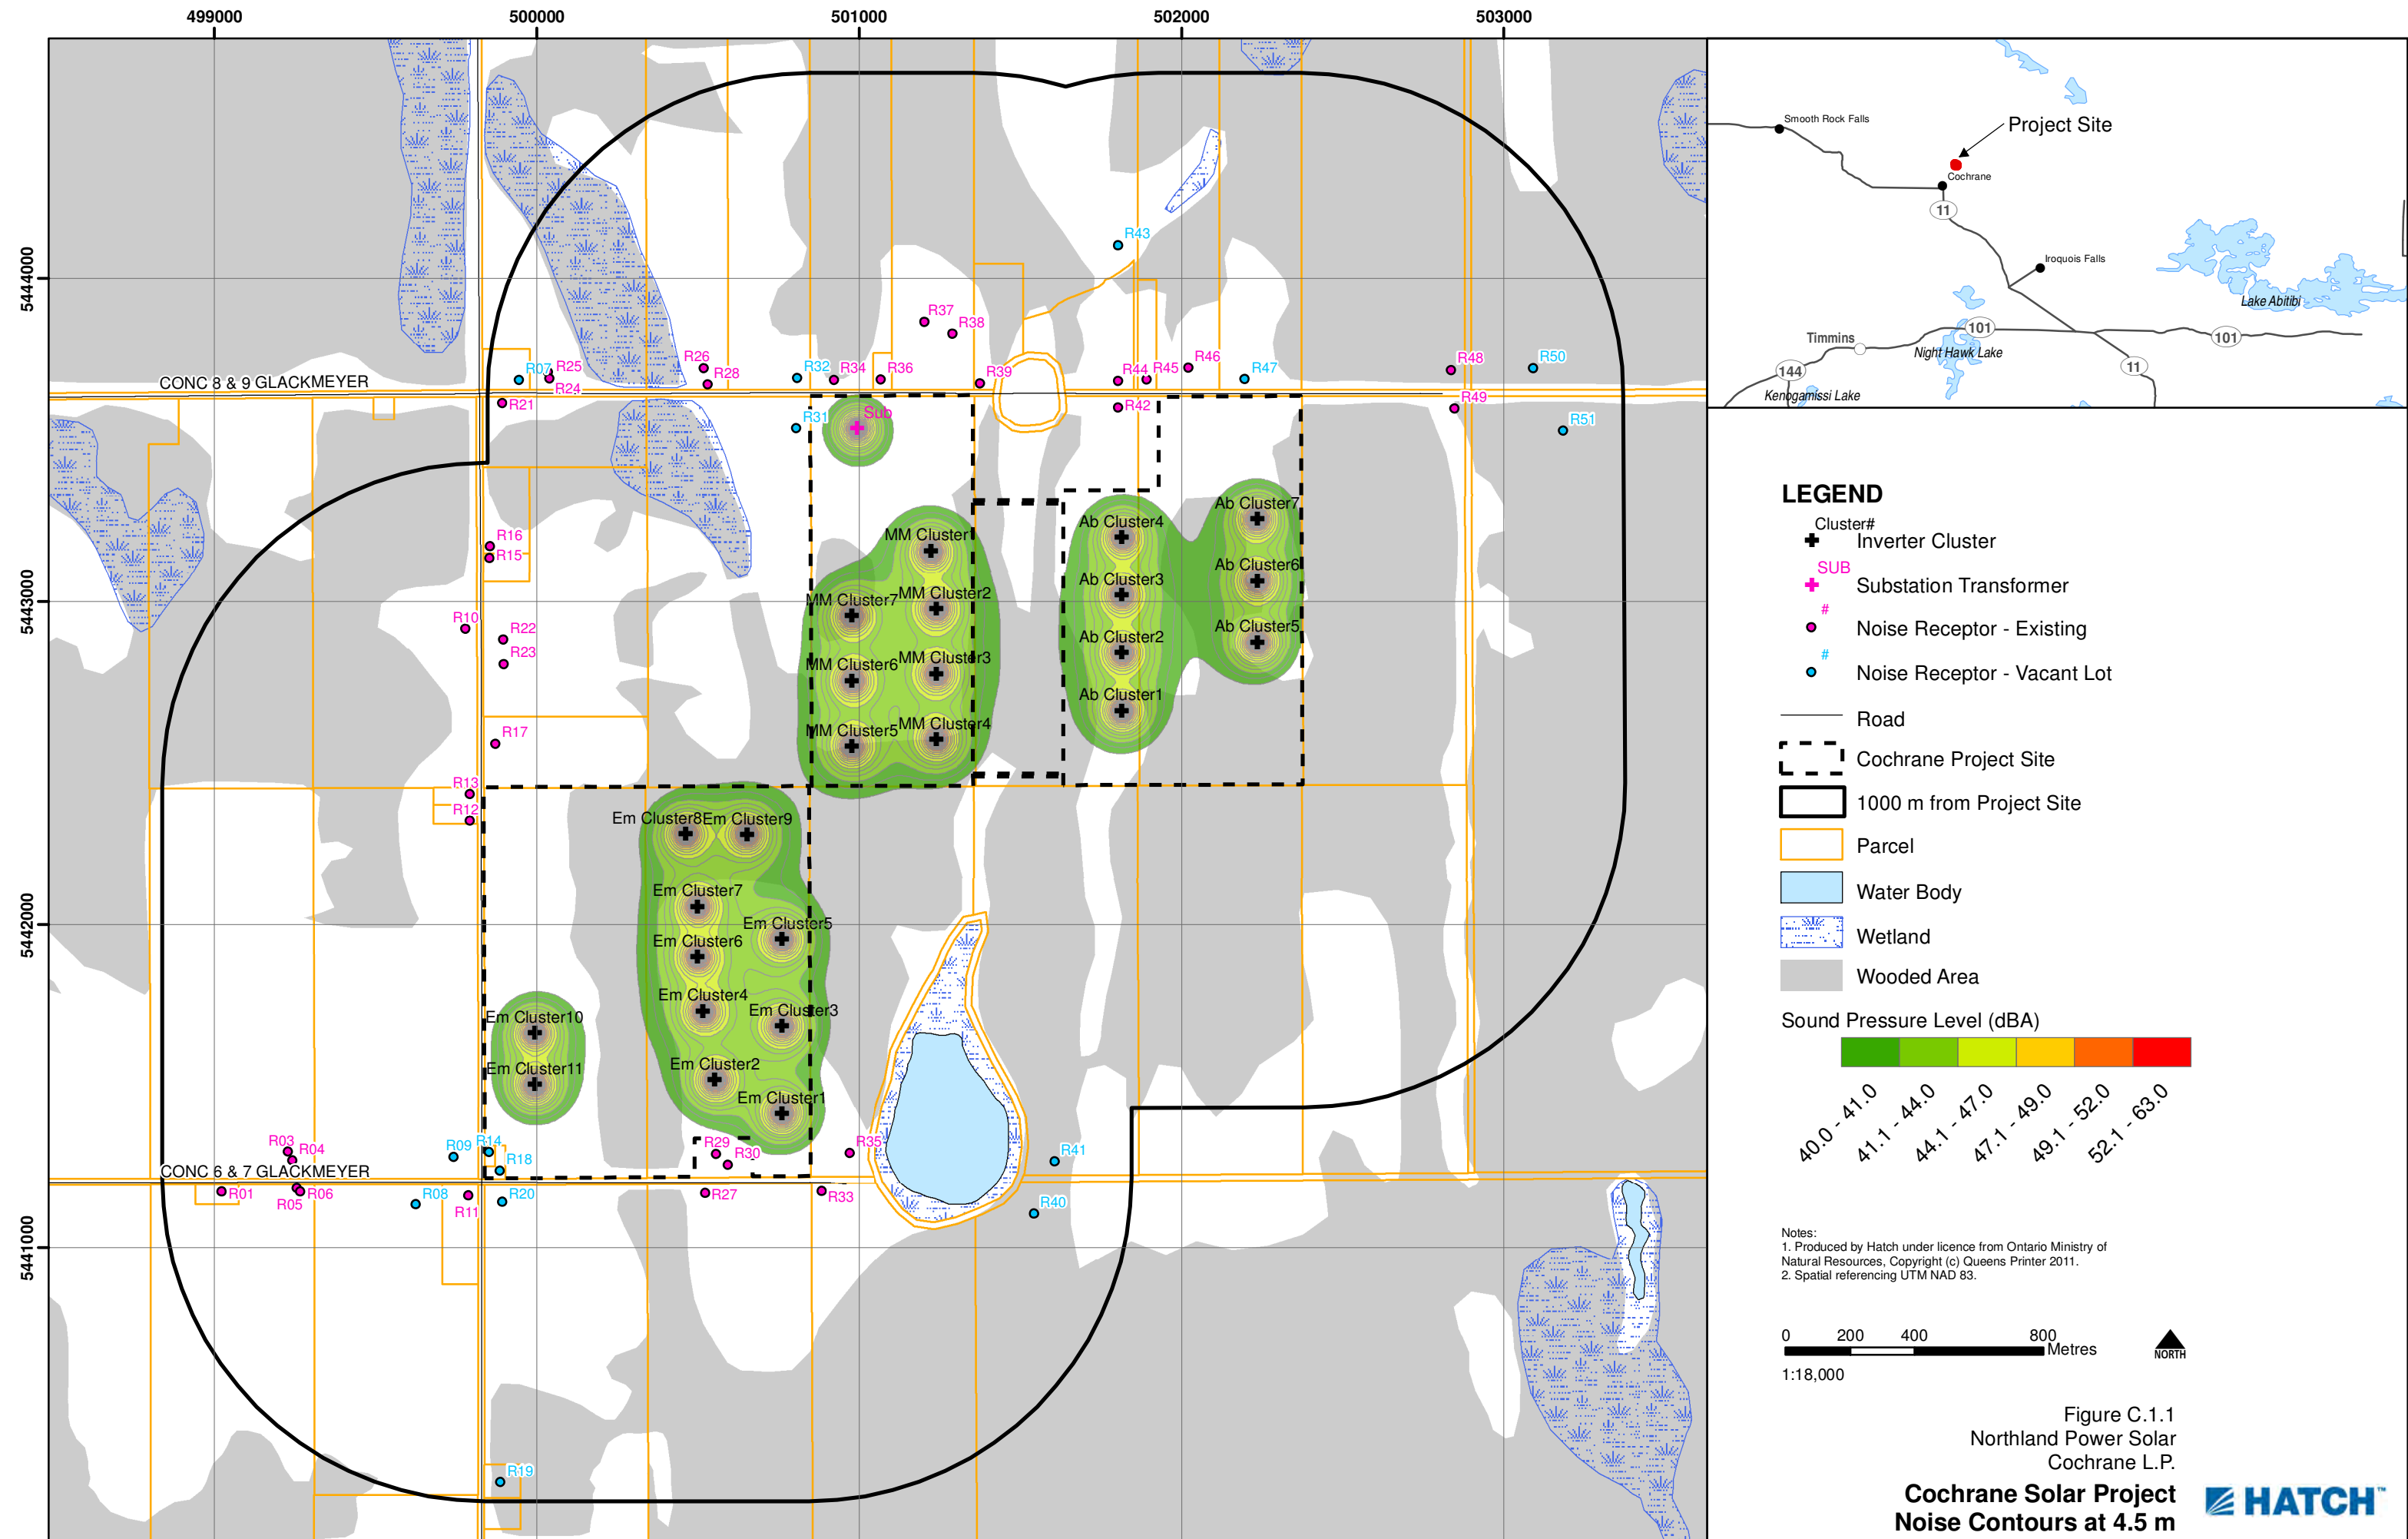 499000
500000
501000
502000
503000
5444000
5443000
5442000
5441000
R43
R37
R38
R07
R25
R24
R26
R28
R32
R34
R36
R39
R44
R45
R46
R47
R48
R50
CONC 8 & 9 GLACKMEYER
R21
R31
Sub
R42
R49
R51
R16
R15
R10
R22
R23
R17
R13
R12
MM Cluster
MM Cluster7
MM Cluster2
MM Cluster6
MM Cluster3
MM Cluster5
MM Cluster4
Ab Cluster4
Ab Cluster7
Ab Cluster3
Ab Cluster6
Ab Cluster2
Ab Cluster5
Ab Cluster1
Em Cluster8
Em Cluster9
Em Cluster7
Em Cluster5
Em Cluster6
Em Cluster4
Em Cluster3
Em Cluster10
Em Cluster11
Em Cluster2
Em Cluster1
R03
R04
R09
R14
R18
R29
R30
R35
R41
CONC 6 & 7 GLACKMEYER
R01
R05
R06
R08
R11
R20
R27
R33
R40
R19
Smooth Rock Falls
Project Site
Cochrane
11
Iroquois Falls
Lake Abitibi
Timmins
101
Night Hawk Lake
101
144
11
Kenogamissi Lake
LEGEND
Cluster#
Inverter Cluster
SUB
Substation Transformer
#
Noise Receptor - Existing
#
Noise Receptor - Vacant Lot
Road
Cochrane Project Site
1000 m from Project Site
Parcel
Water Body
Wetland
Wooded Area
Sound Pressure Level (dBA)
40.0 - 41.0
41.1 - 44.0
44.1 - 47.0
47.1 - 49.0
49.1 - 52.0
52.1 - 63.0
Notes:
1. Produced by Hatch under licence from Ontario Ministry of
Natural Resources, Copyright (c) Queens Printer 2011.
2. Spatial referencing UTM NAD 83.
0 200 400 800
Metres
NORTH
1:18,000
Figure C.1.1
Northland Power Solar
Cochrane L.P.
Cochrane Solar Project
Noise Contours at 4.5 m
HATCH™